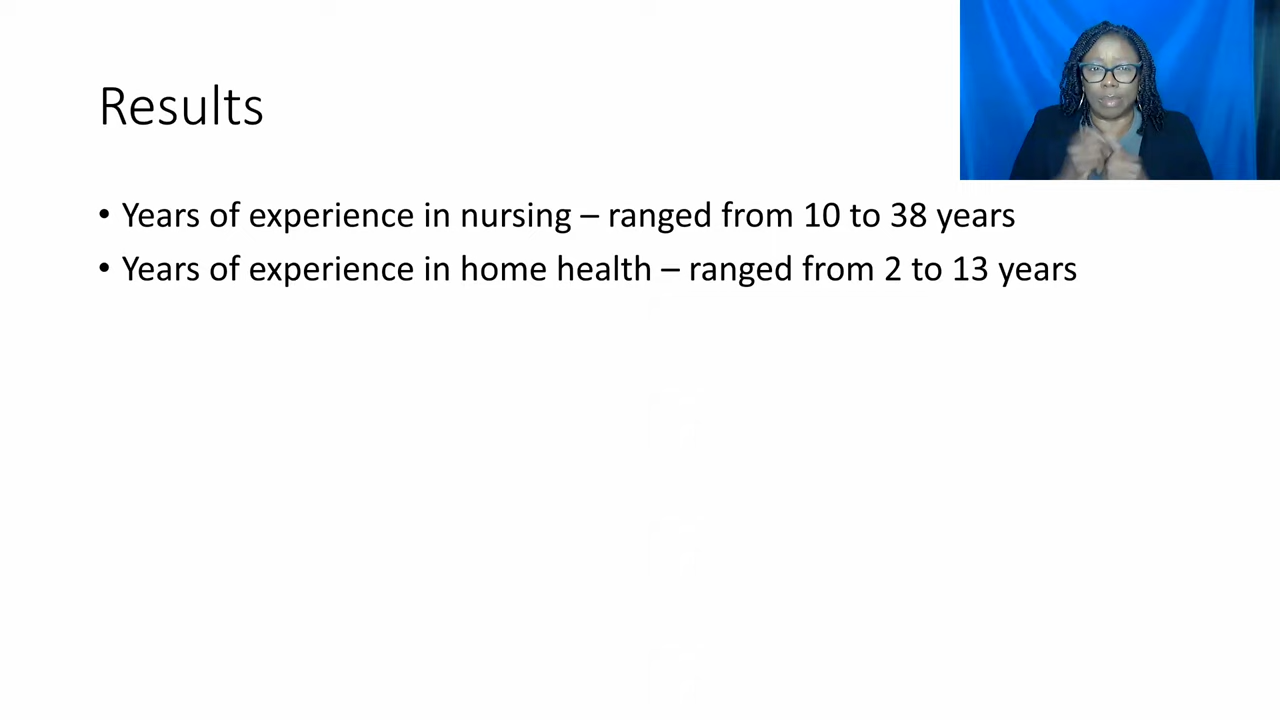 Results
• Years of experience in nursing – ranged from 10 to 38 years
• Years of experience in home health – ranged from 2 to 13 years